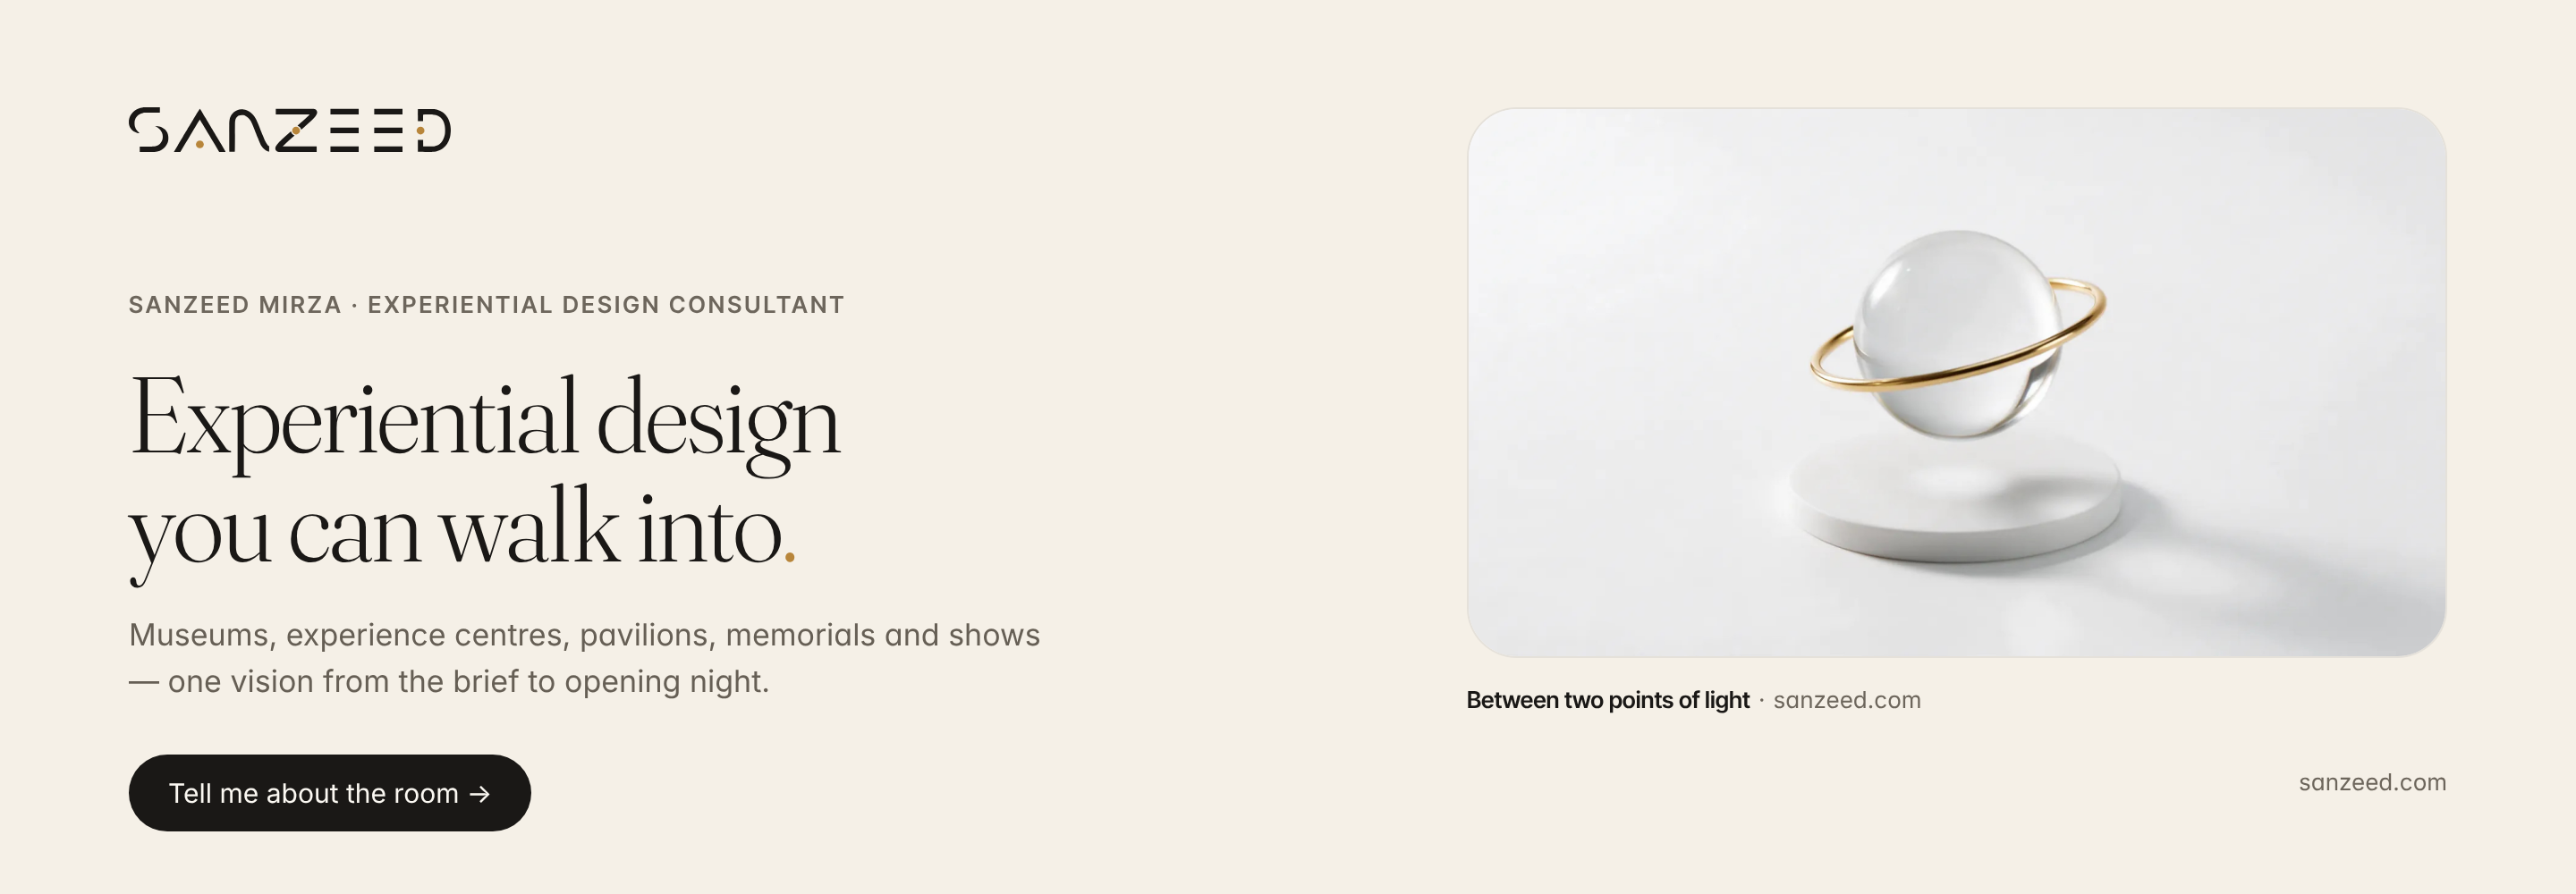 SANZEED
SANZEED MIRZA · EXPERIENTIAL DESIGN CONSULTANT
Experiential design
you can walk into.
Museums, experience centres, pavilions, memorials and shows
— one vision from the brief to opening night.
Tell me about the room →
Between two points of light · sanzeed.com
sanzeed.com